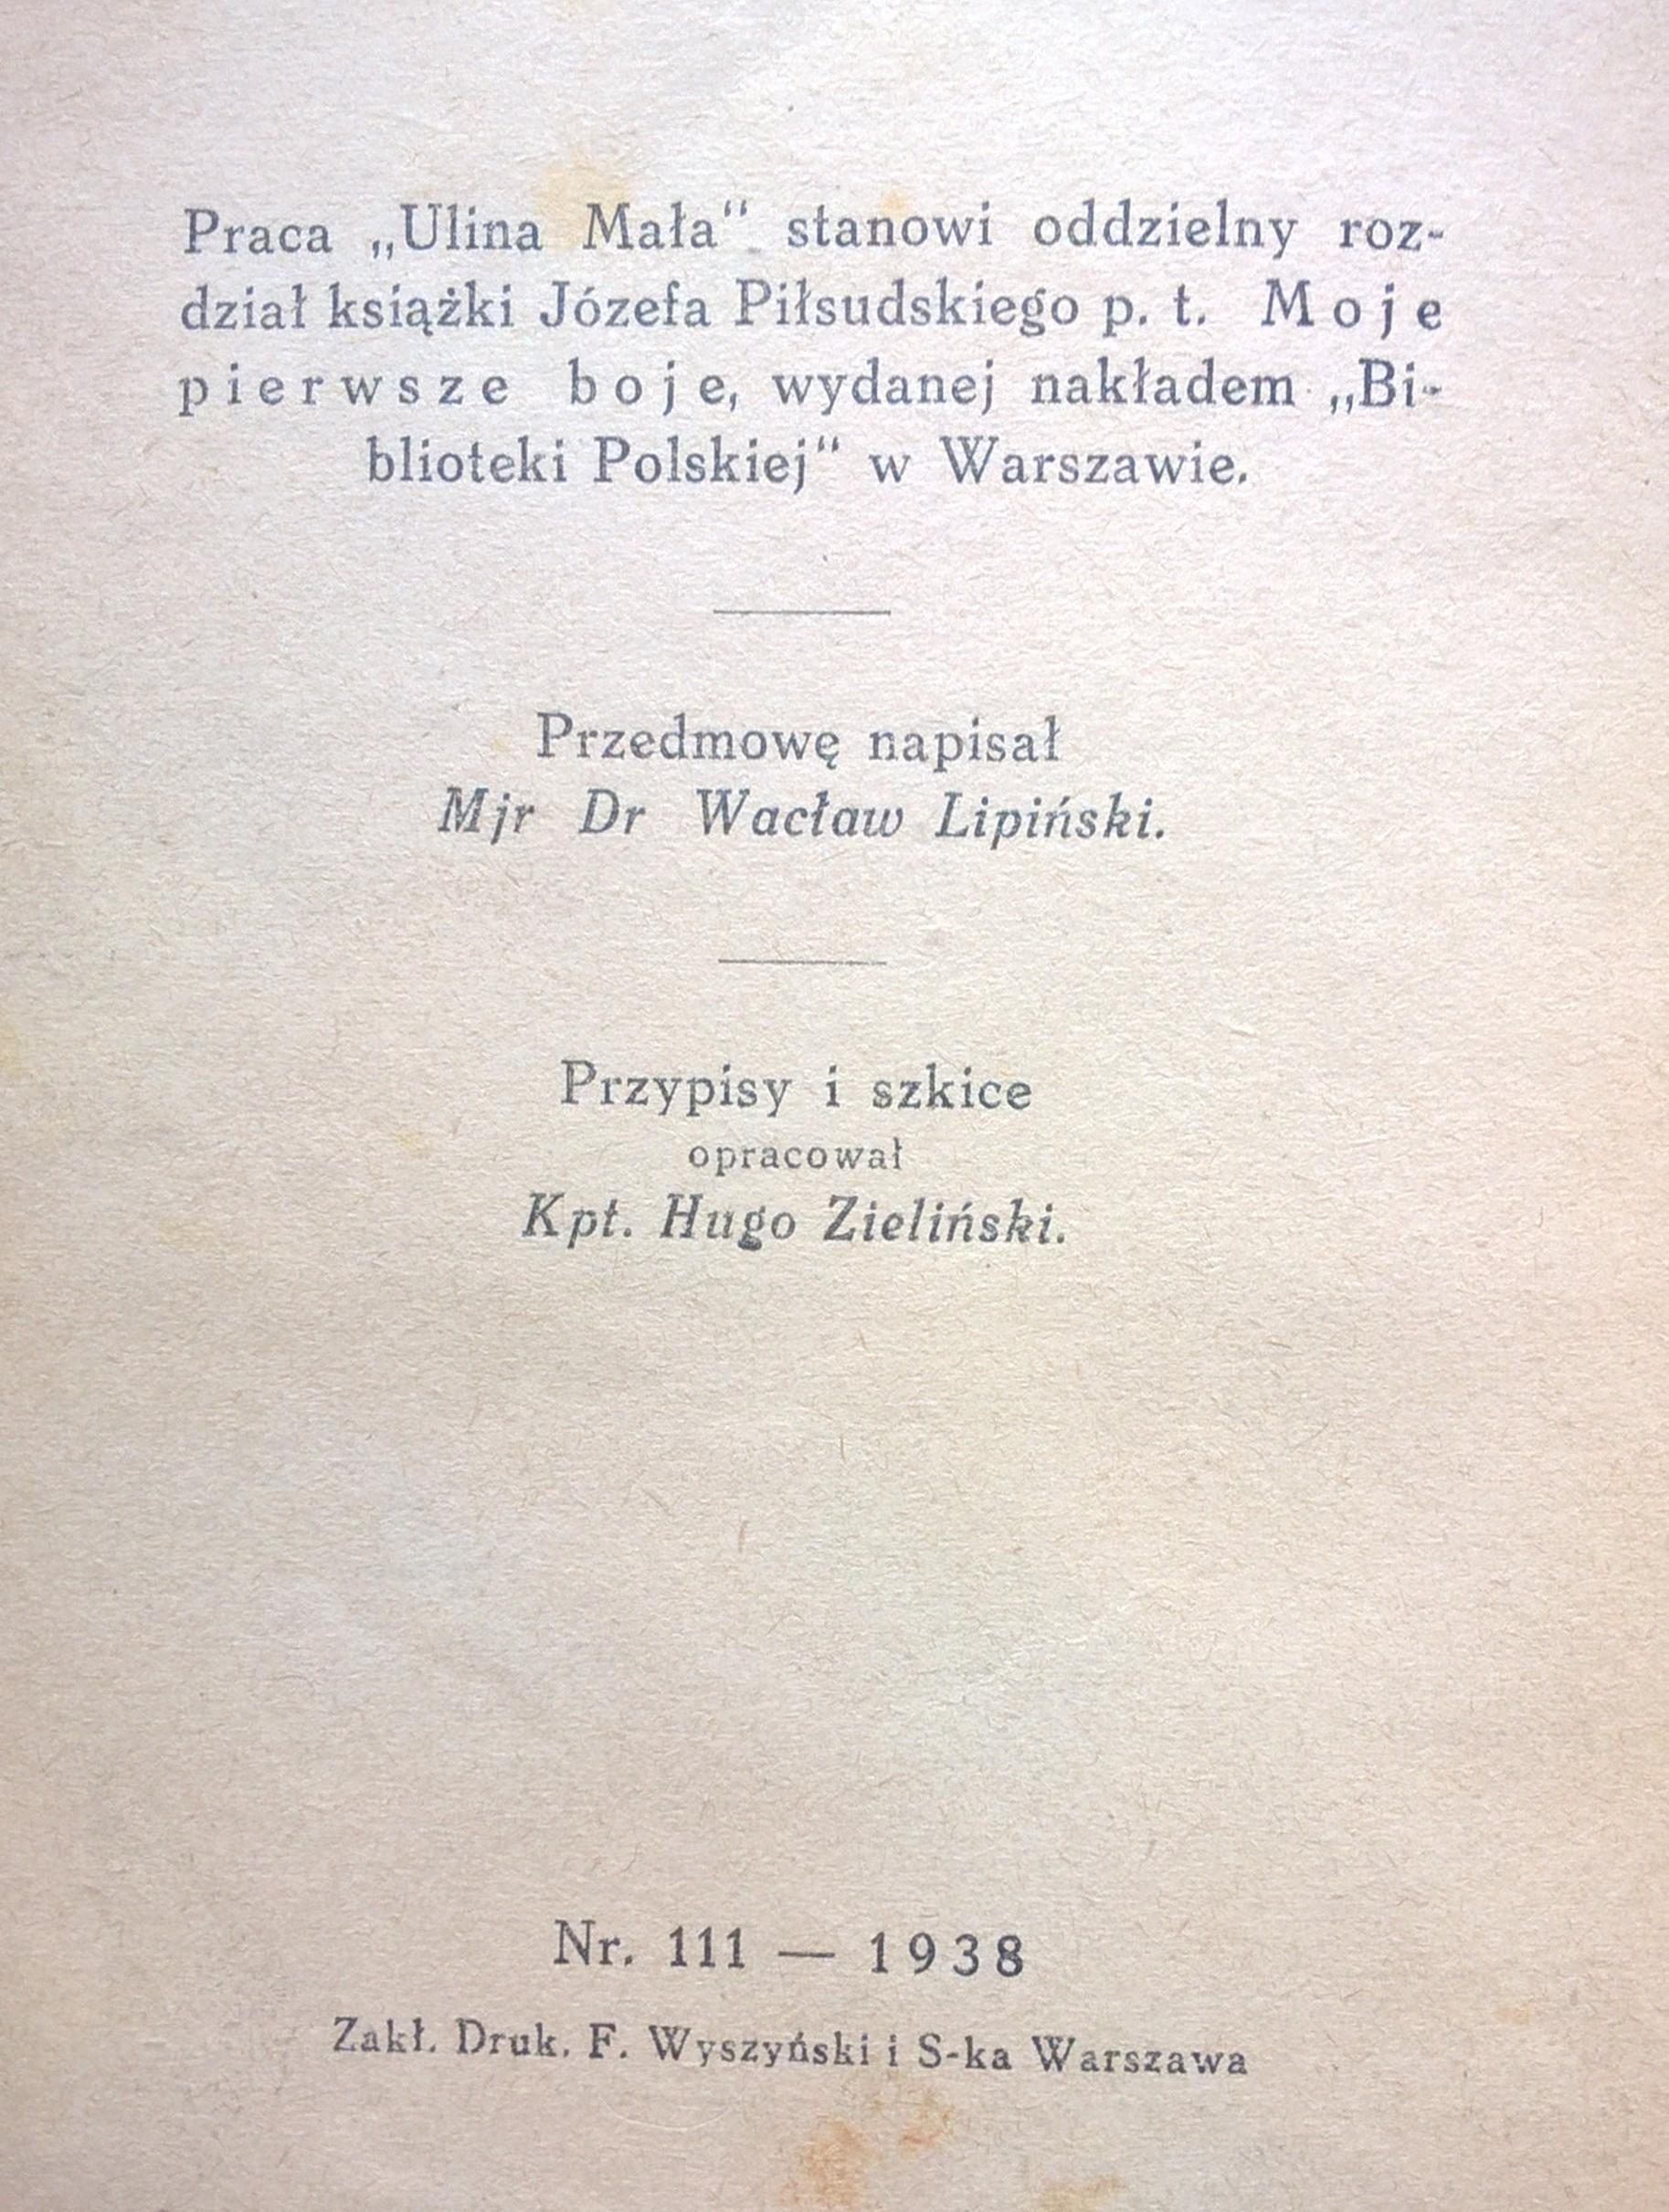 Praca „Ulina Mała“ stanowi oddzielny roz-
dział książki Józefa Piłsudskiego p. t. Moje
pierwsze boje, wydanej nakładem „Bi-
blioteki Polskiej“ w Warszawie.
Przedmowę napisał
Mjr Dr Wacław Lipiński.
Przypisy i szkice
opracował
Kpt. Hugo Zieliński.
Nr. 111 — 1938
Zakł. Druk. F. Wyszyński i S-ka Warszawa